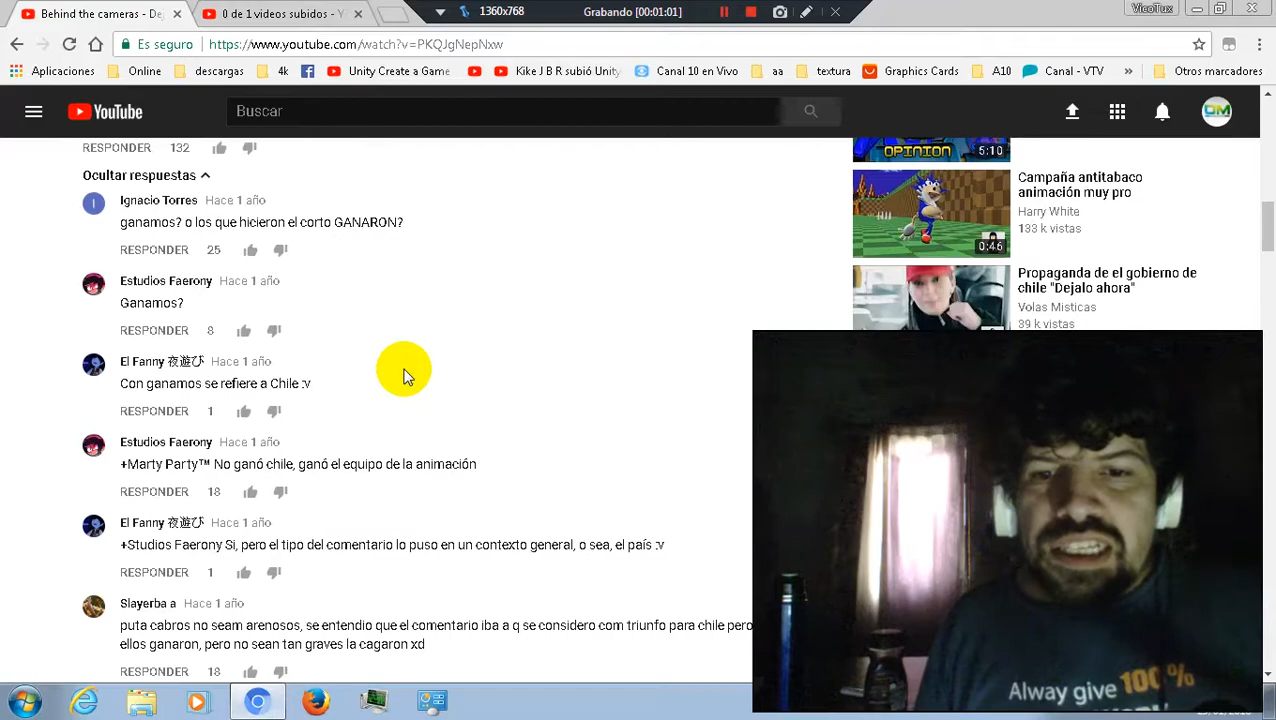 Behind the cameras - De
0 de 1 videos subidos - Y
1360x768
Grabando [00:01:01]
VicoTux
Es seguro
https://www.youtube.com/watch?v=PKQJgNepNxw
Aplicaciones
Online
descargas
4k
Unity Create a Game
Kike J B R subió Unity
Canal 10 en Vivo
aa
textura
Graphics Cards
A10
Canal - VTV
»
Otros marcadores
YouTube
Buscar
DM
RESPONDER 132
Ocultar respuestas
I
Ignacio Torres Hace 1 año
ganamos? o los que hicieron el corto GANARON?
RESPONDER 25
Estudios Faerony Hace 1 año
Ganamos?
RESPONDER 8
El Fanny 夜遊び Hace 1 año
Con ganamos se refiere a Chile :v
RESPONDER 1
Estudios Faerony Hace 1 año
+Marty Party™ No ganó chile, ganó el equipo de la animación
RESPONDER 18
El Fanny 夜遊び Hace 1 año
+Studios Faerony Si, pero el tipo del comentario lo puso en un contexto general, o sea, el país :v
RESPONDER 1
Slayerba a Hace 1 año
puta cabros no seam arenosos, se entendio que el comentario iba a q se considero com triunfo para chile pero
ellos ganaron, pero no sean tan graves la cagaron xd
RESPONDER 18
OPINION
5:10
Campaña antitabaco
animación muy pro
Harry White
133 k vistas
0:46
Propaganda de el gobierno de
chile "Dejalo ahora"
Volas Misticas
39 k vistas
Alway give 100 %